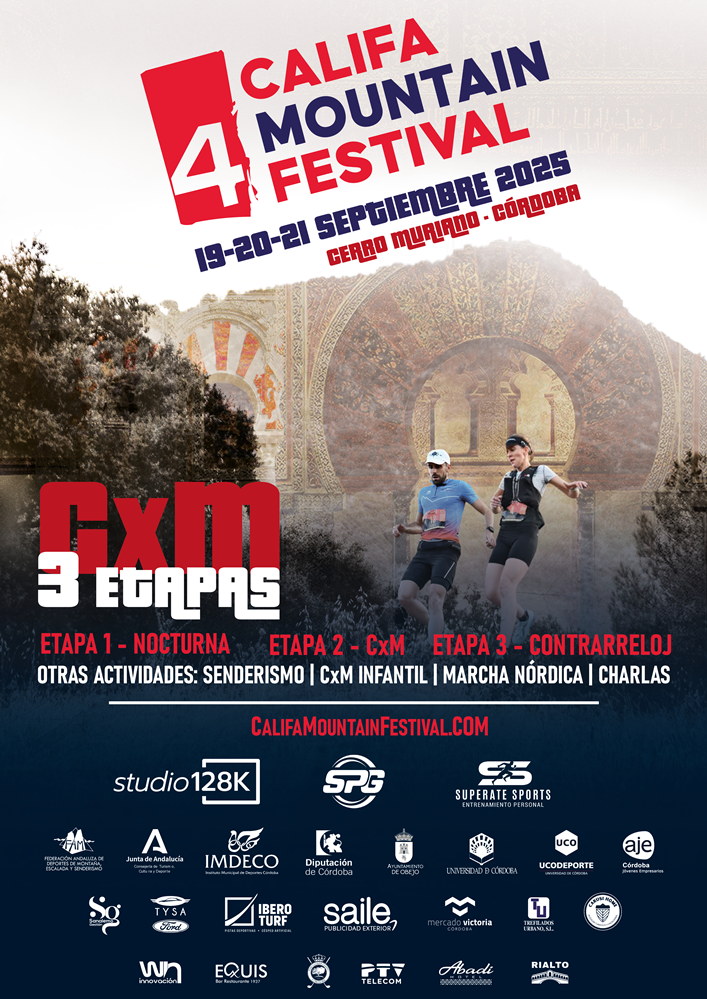 4
CALIFA
MOUNTAIN
FESTIVAL
19-20-21 SEPTIEMBRE 2025
CERRO MURIANO - CÓRDOBA
CxM
3 ETAPAS
ETAPA 1 - NOCTURNA ETAPA 2 - CxM ETAPA 3 - CONTRARRELOJ
OTRAS ACTIVIDADES: SENDERISMO | CxM INFANTIL | MARCHA NÓRDICA | CHARLAS
CALIFAMOUNTAINFESTIVAL.COM
studio128K
SPG
SUPERATE SPORTS
ENTRENAMIENTO PERSONAL
FAM
FEDERACIÓN ANDALUZA DE
DEPORTES DE MONTAÑA,
ESCALADA Y SENDERISMO
Junta de Andalucía
Consejería de Turismo,
Cultura y Deporte
IMDECO
Instituto Municipal de Deportes Córdoba
Diputación
de Córdoba
AYUNTAMIENTO
DE OBEJO
UNIVERSIDAD DE CÓRDOBA
UCO
UCODEPORTE
UNIVERSIDAD DE CÓRDOBA
aje
Córdoba
Jóvenes Empresarios
Sg
TYSA
Ford
IBERO
TURF
PISTAS DEPORTIVAS - CÉSPED ARTIFICIAL
saile
PUBLICIDAD EXTERIOR
mercado victoria
CÓRDOBA
TU
TREFILADOS
URBANO, S.L.
wn
innovación
EQUIS
Bar Restaurante 1937
PTV
TELECOM
Abadí
HOTEL
RIALTO